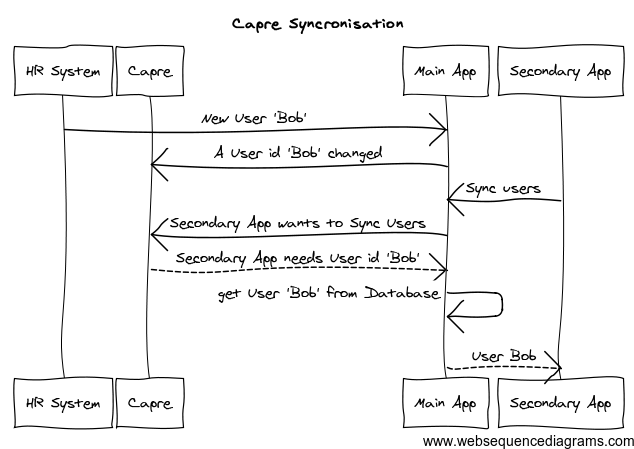 Capre Syncronisation
HR System
Capre
Main App
Secondary App
New User 'Bob'
A User id 'Bob' changed
Sync users
Secondary App wants to Sync Users
Secondary App needs User id 'Bob'
get User 'Bob' from Database
User Bob
HR System
Capre
Main App
Secondary App
www.websequencediagrams.com